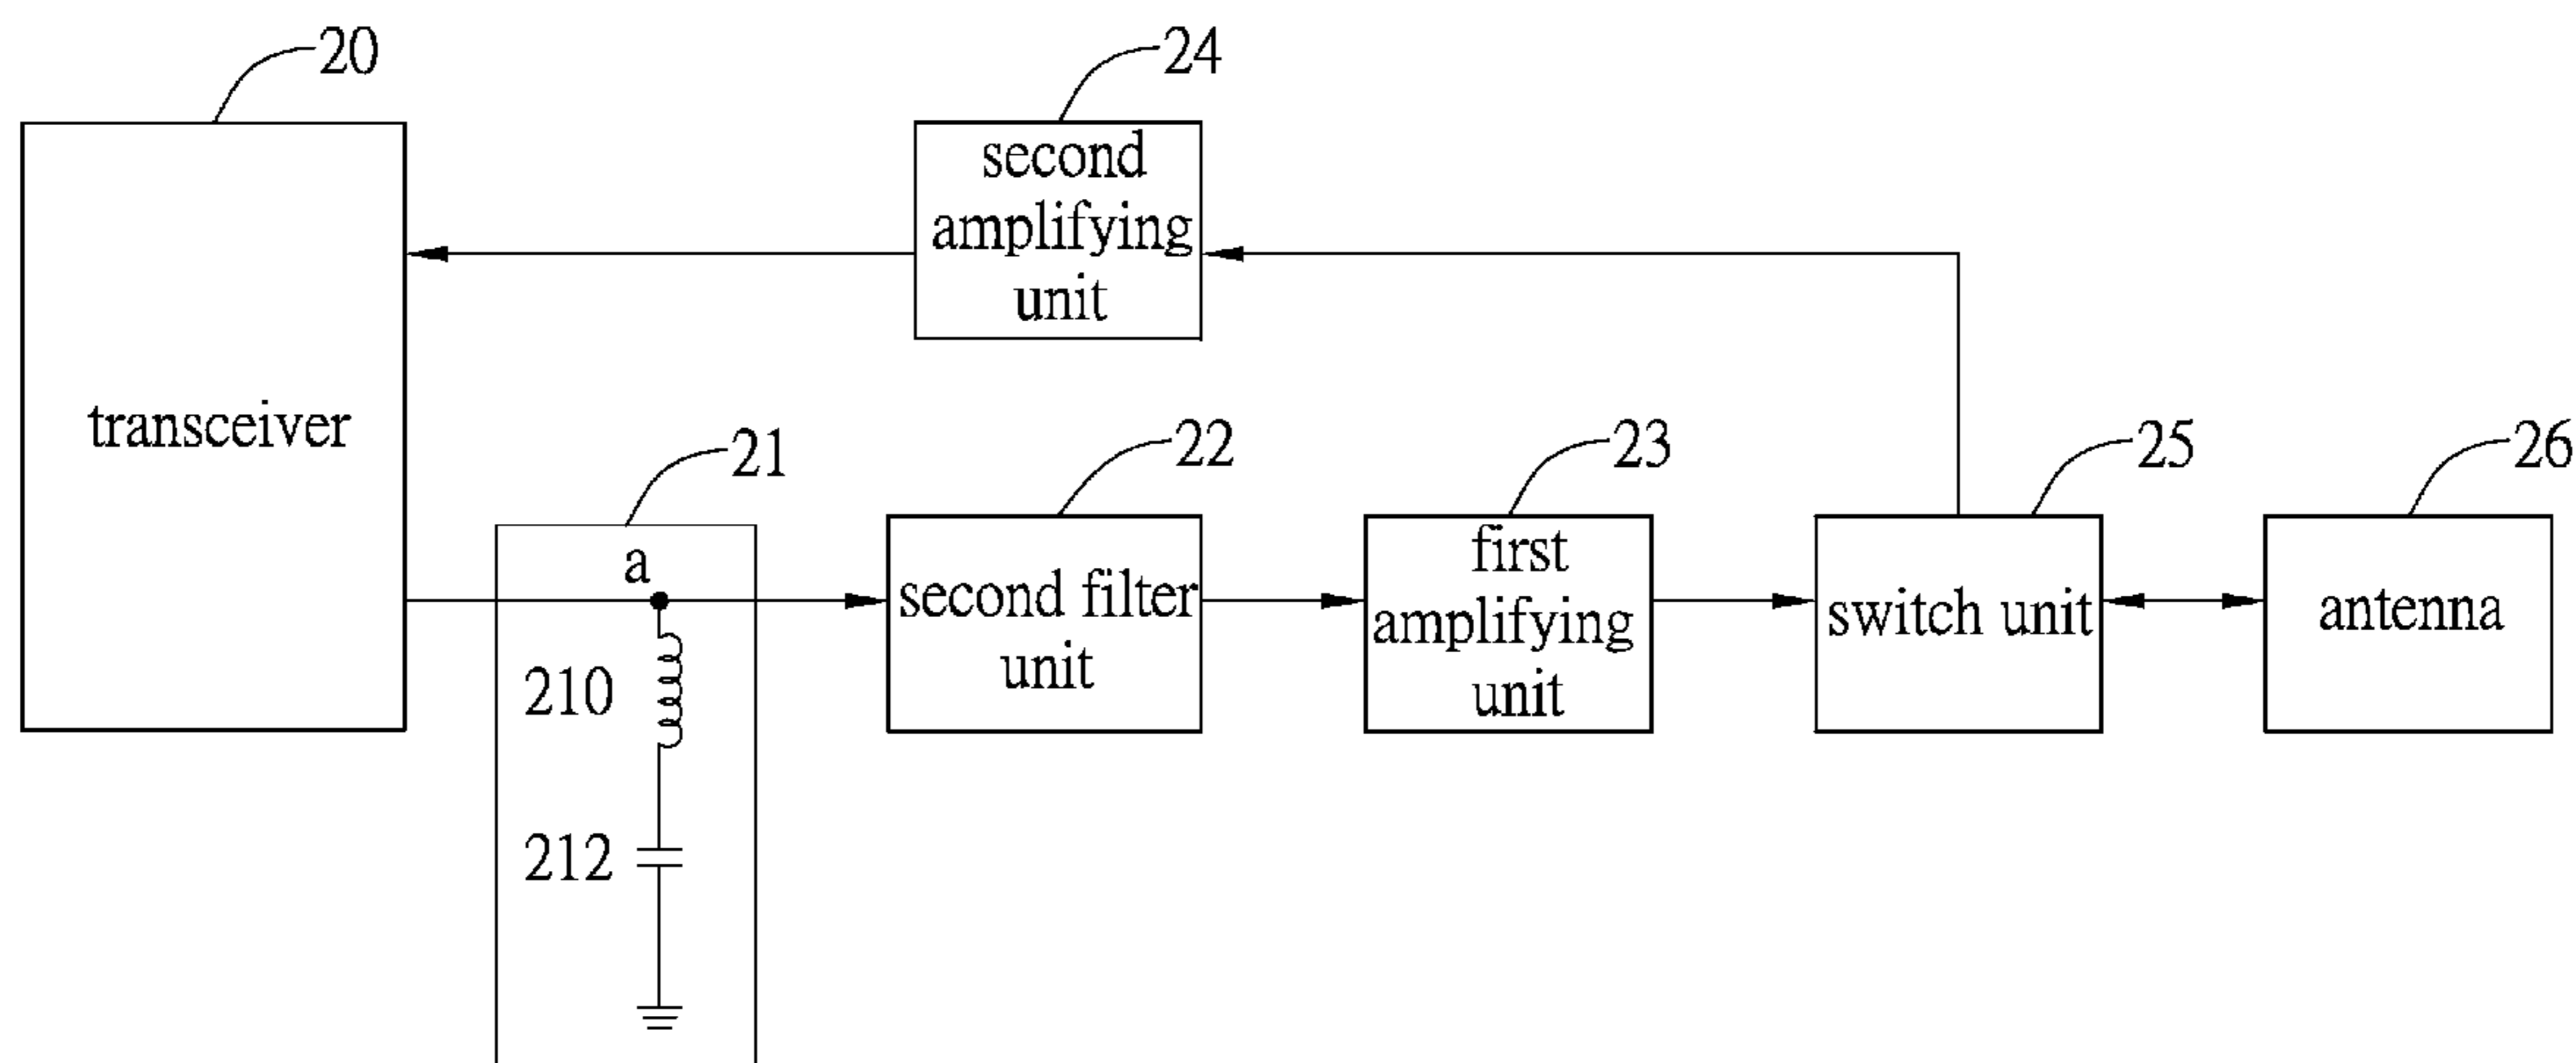 20
24
second
amplifying
unit
transceiver
21
22
23
25
26
a
second filter
unit
first
amplifying
unit
switch unit
antenna
210
212